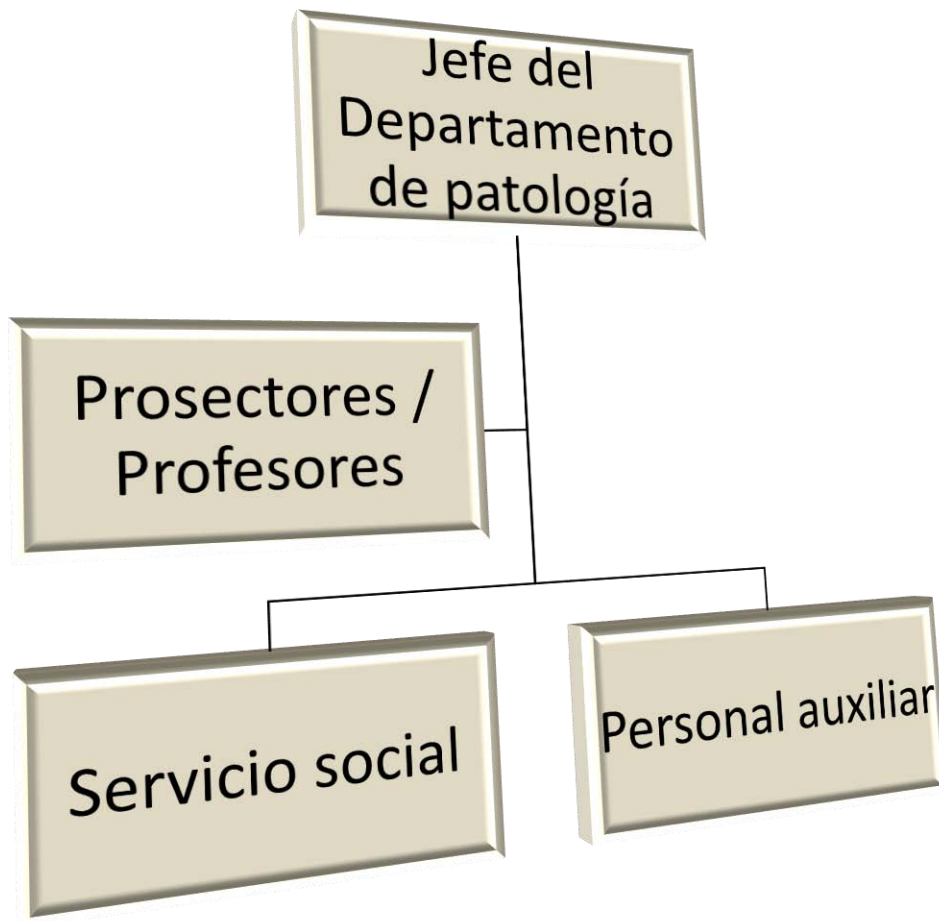 Jefe del
Departamento
de patología
Prosectores /
Profesores
Servicio social
Personal auxiliar